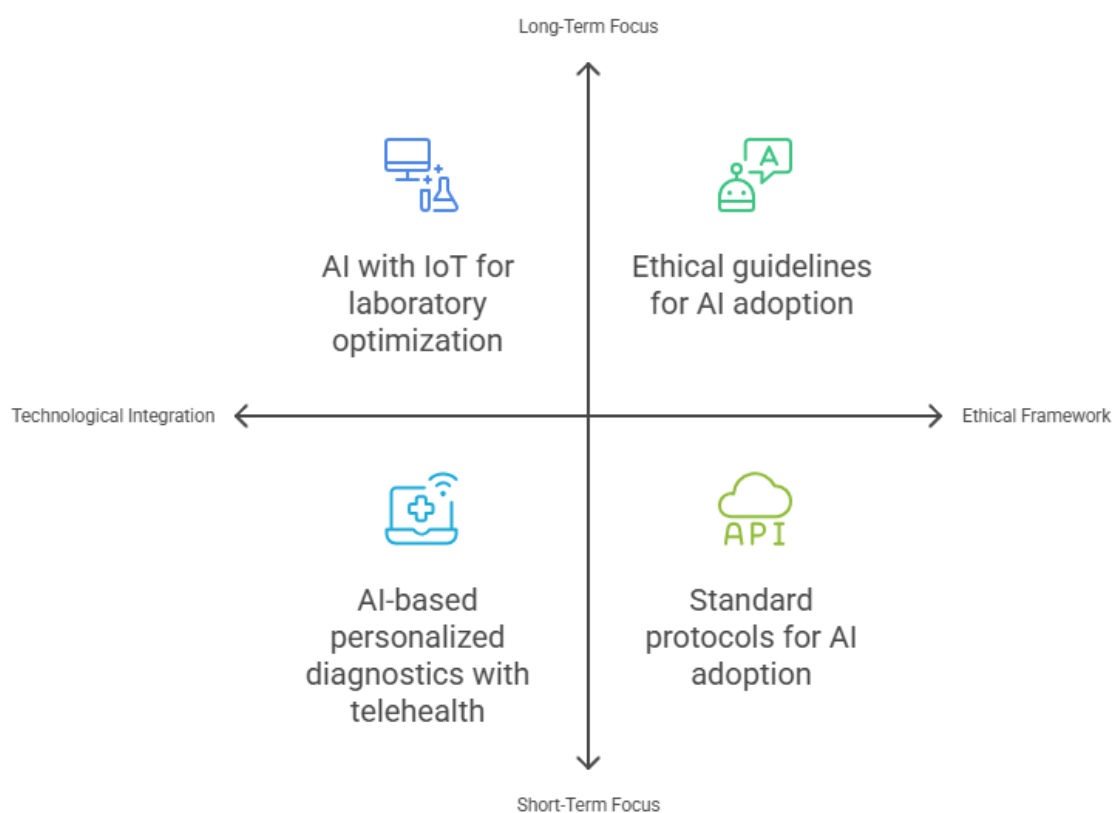 Long-Term Focus
A
AI with IoT for
laboratory
optimization
Ethical guidelines
for AI adoption
Technological Integration
Ethical Framework
API
AI-based
personalized
diagnostics with
telehealth
Standard
protocols for AI
adoption
Short-Term Focus